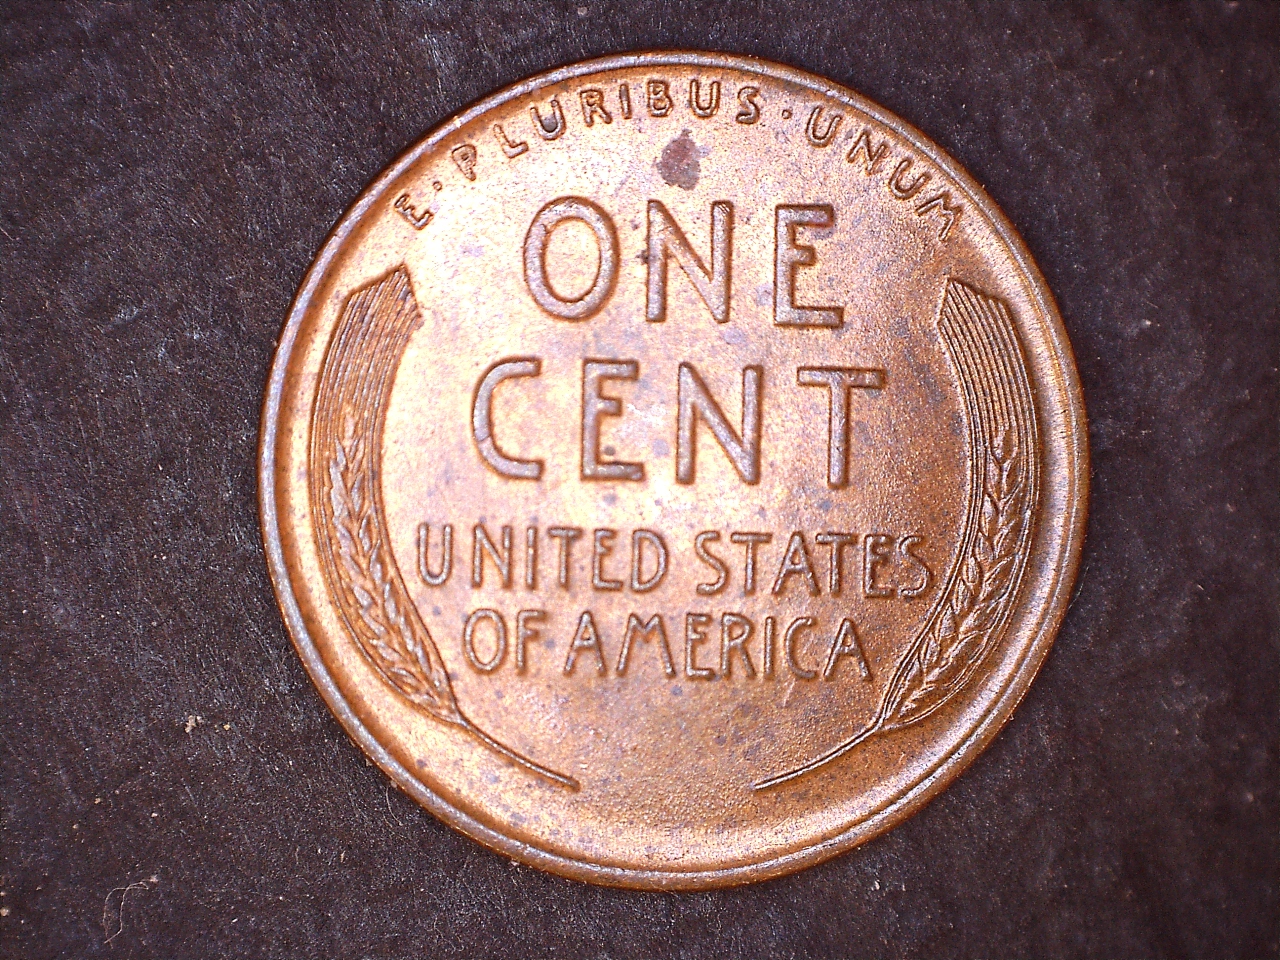 E·PLURIBUS·UNUM
ONE
CENT
UNITED STATES
OF AMERICA